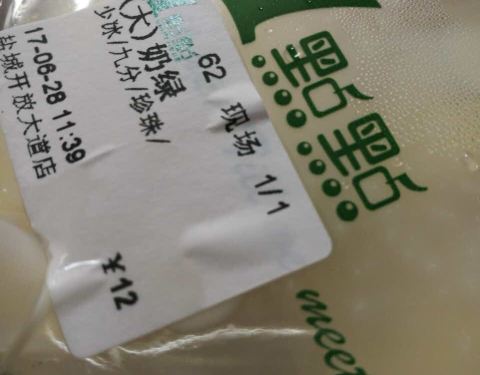 62 现场 1/1
(大)奶绿
少冰/九分/珍珠/
17-06-28 11:39
盐城开放大道店
￥12
點點
meet